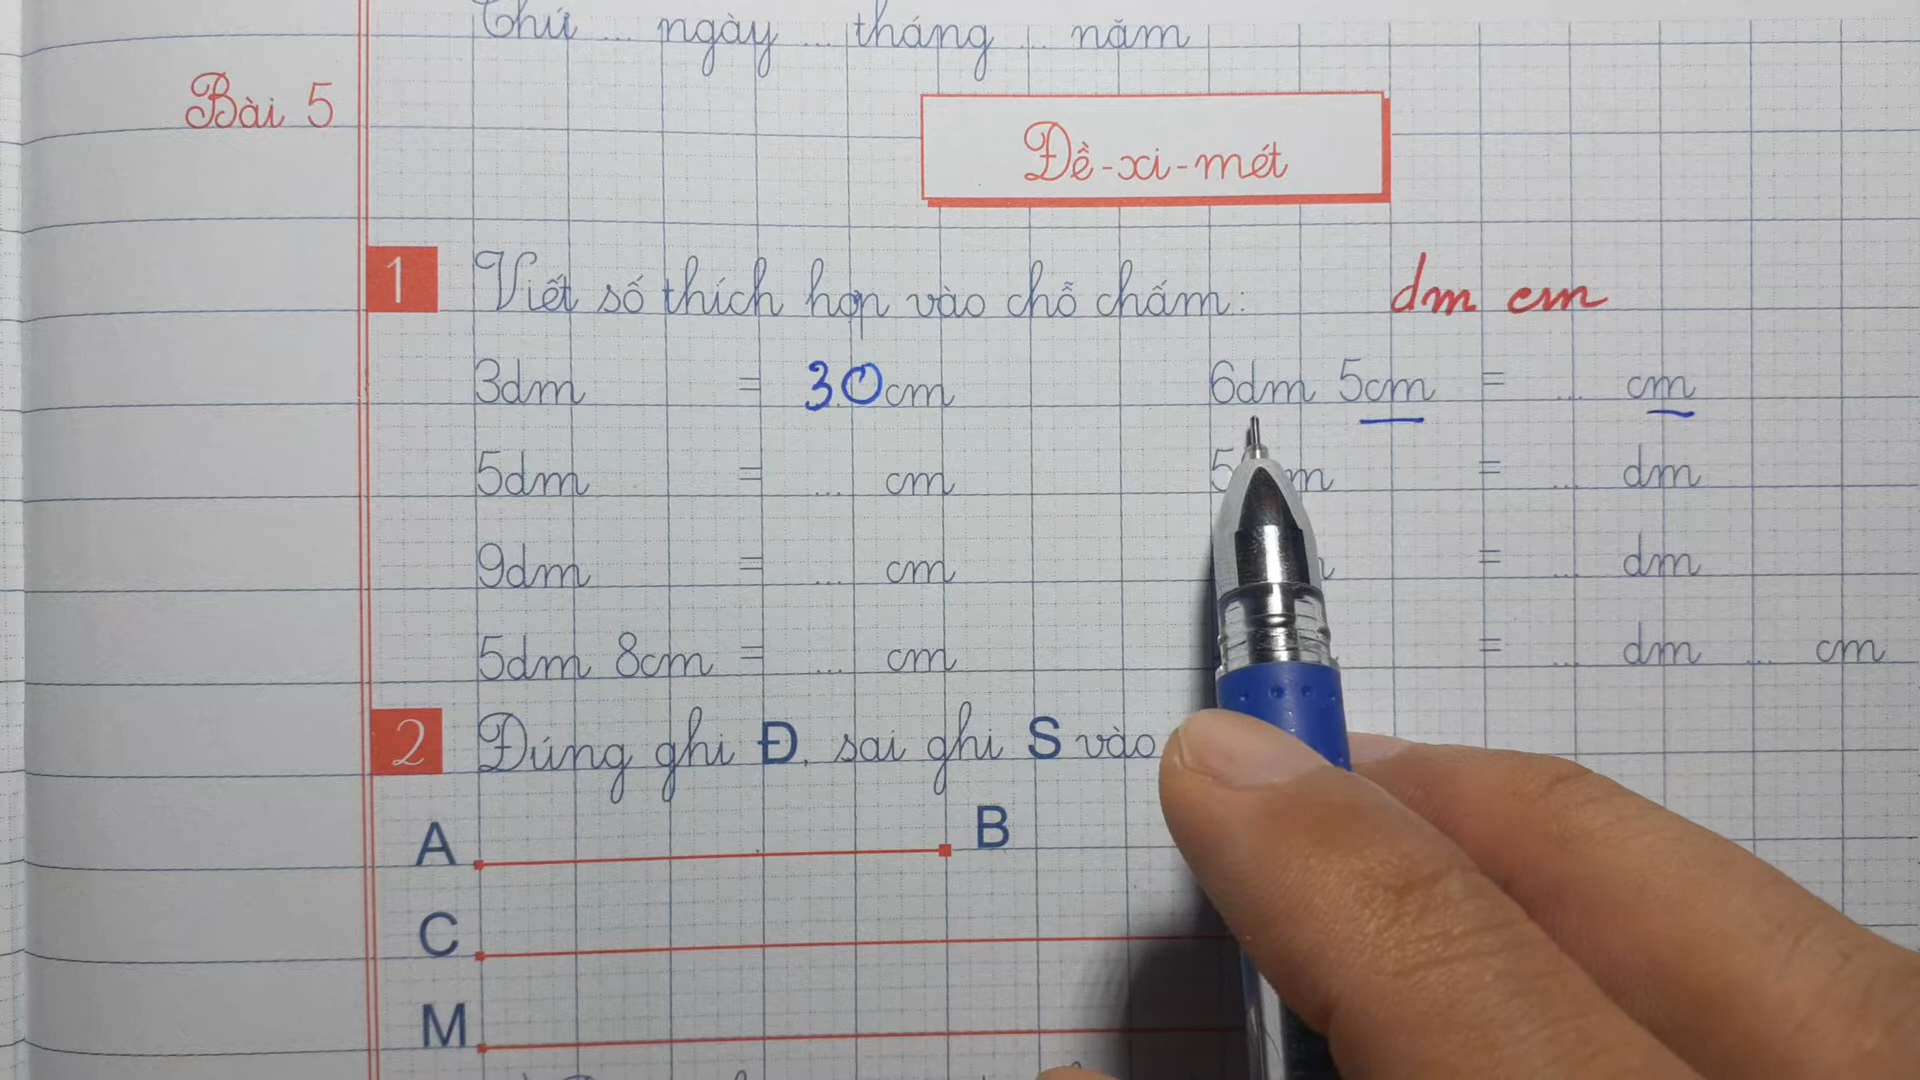 Thứ ... ngày ... tháng ... năm
Bài 5
Đề-xi-mét
1 Viết số thích hợp vào chỗ chấm: dm cm
3dm = 30cm 6dm 5cm = ... cm
5dm = ... cm = ... dm
9dm = ... cm = ... dm
5dm 8cm = ... cm = ... dm ... cm
2 Đúng ghi Đ, sai ghi S vào
A B
C
M